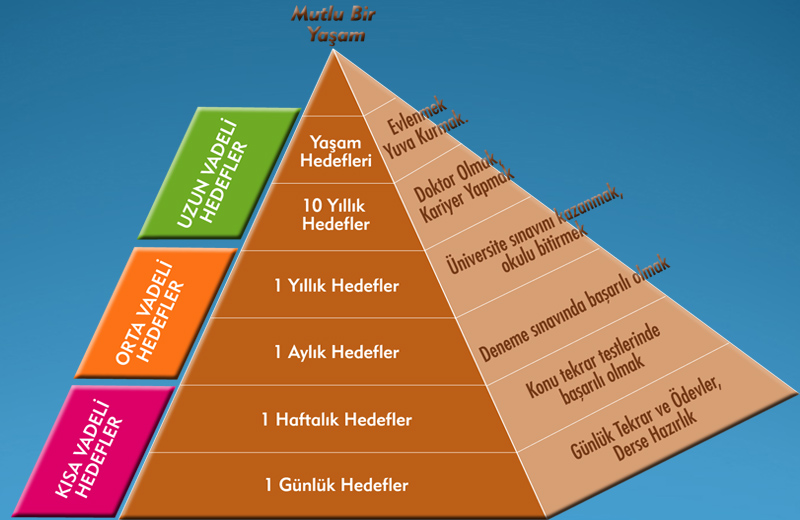 Mutlu Bir
Yaşam
UZUN VADELİ
HEDEFLER
ORTA VADELİ
HEDEFLER
KISA VADELİ
HEDEFLER
Yaşam
Hedefleri
10 Yıllık
Hedefler
1 Yıllık Hedefler
1 Aylık Hedefler
1 Haftalık Hedefler
1 Günlük Hedefler
Evlenmek
Yuva Kurmak.
Doktor Olmak,
Kariyer Yapmak
Üniversite sınavını kazanmak,
okulu bitirmek
Deneme sınavında başarılı olmak
Konu tekrar testlerinde
başarılı olmak
Günlük Tekrar ve Ödevler,
Derse Hazırlık